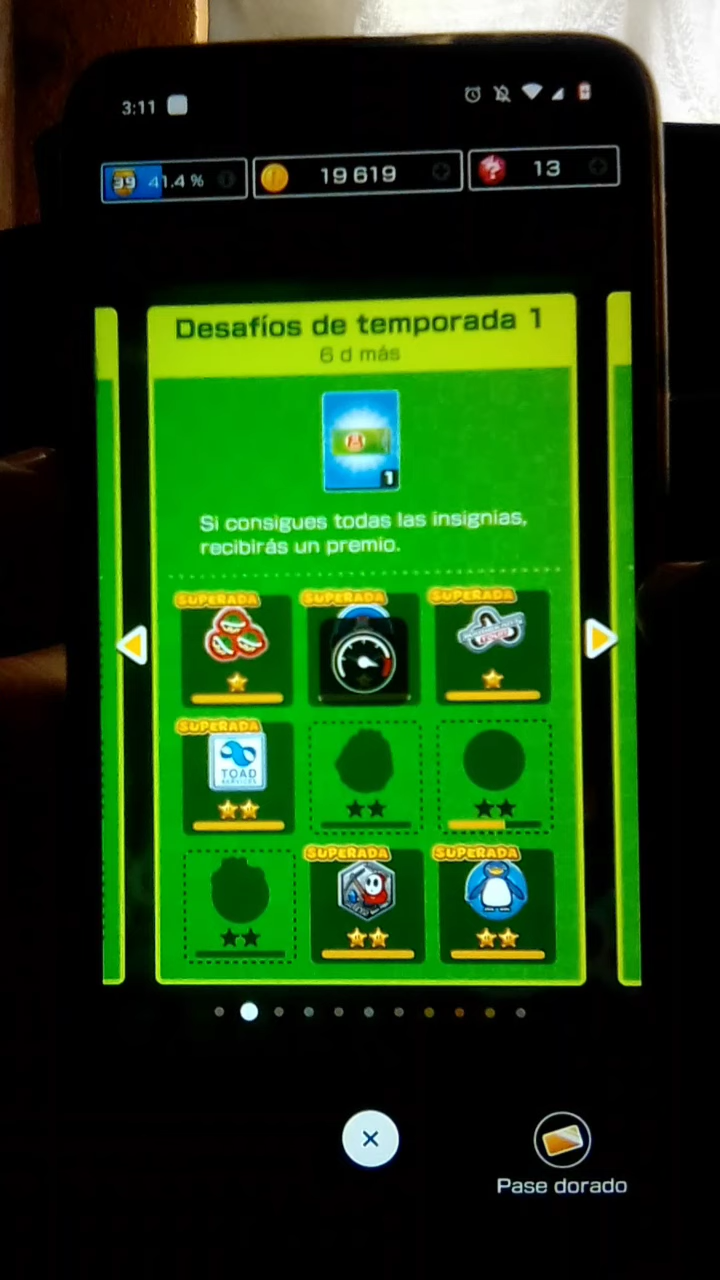 3:11
39 41.4 %
19 619
13
Desafíos de temporada 1
6 d más
1
Si consigues todas las insignias,
recibirás un premio.
SUPERADA SUPERADA SUPERADA
SUPERADA
TOAD
SUPERADA SUPERADA
Pase dorado